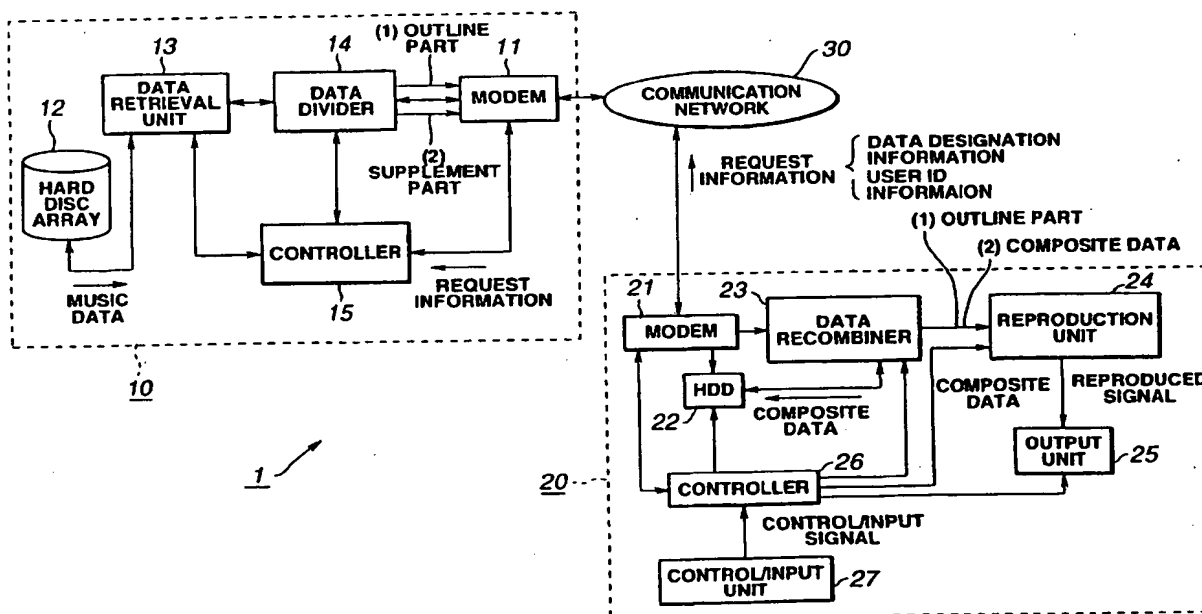 (1) OUTLINE
PART
13
14
11
30
DATA
RETRIEVAL
UNIT
DATA
DIVIDER
MODEM
COMMUNICATION
NETWORK
12
HARD
DISC
ARRAY
(2)
SUPPLEMENT
PART
REQUEST
INFORMATION
DATA DESIGNATION
INFORMATION
USER ID
INFORMAION
CONTROLLER
MUSIC
DATA
15
REQUEST
INFORMATION
10
(1) OUTLINE PART
(2) COMPOSITE DATA
21
23
24
MODEM
DATA
RECOMBINER
REPRODUCTION
UNIT
HDD
22
COMPOSITE
DATA
COMPOSITE
DATA
REPRODUCED
SIGNAL
OUTPUT
UNIT
25
1
20
26
CONTROLLER
CONTROL/INPUT
SIGNAL
CONTROL/INPUT
UNIT
27